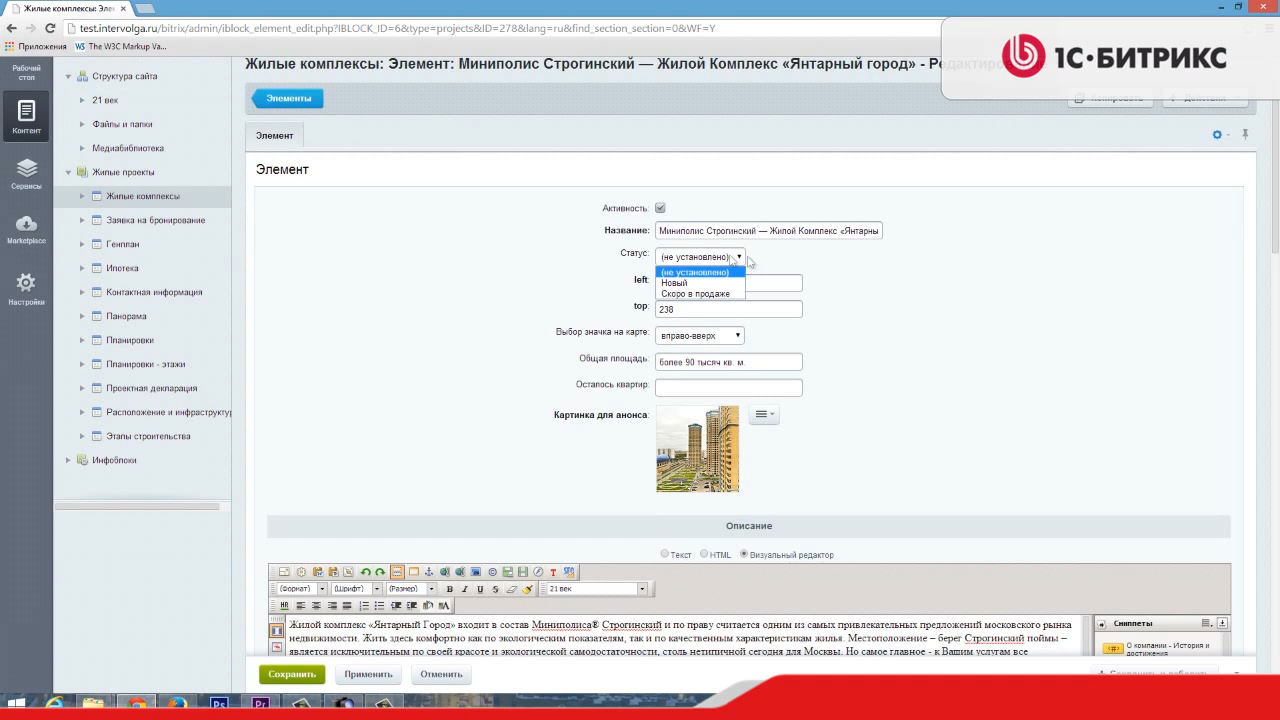 Жилые комплексы: Эле
test.intervolga.ru/bitrix/admin/iblock_element_edit.php?IBLOCK_ID=6&type=projects&ID=278&lang=ru&find_section_section=0&WF=Y
Приложения The W3C Markup Va...
1С·БИТРИКС
Рабочий стол
Контент
Сервисы
Marketplace
Настройки
Структура сайта
21 век
Файлы и папки
Медиабиблиотека
Жилые проекты
Жилые комплексы
Заявка на бронирование
Генплан
Ипотека
Контактная информация
Панорама
Планировки
Планировки - этажи
Проектная декларация
Расположение и инфраструктур
Этапы строительства
Инфоблоки
Жилые комплексы: Элемент: Миниполис Строгинский — Жилой Комплекс «Янтарный город» - Ред
Элементы
Элемент
Элемент
Активность:
Название: Миниполис Строгинский — Жилой Комплекс «Янтарны
Статус: (не установлено)
(не установлено)
Новый
Скоро в продаже
left:
top: 238
Выбор значка на карте: вправо-вверх
Общая площадь: более 90 тысяч кв. м.
Осталось квартир:
Картинка для анонса:
Описание
Текст HTML Визуальный редактор
(Формат) (Шрифт) (Размер) B I U S 21 век
HR
Жилой комплекс «Янтарный Город» входит в состав Миниполиса® Строгинский и по праву считается одним из самых привлекательных предложений московского рынка
недвижимости. Жить здесь комфортно как по экологическим показателям, так и по качественным характеристикам жилья. Местоположение – берег Строгинский поймы –
является исключительным по своей красоте и экологической самодостаточности, столь нетипичной сегодня для Москвы. Но самое главное - к Вашим услугам все
Сниппеты
О компании - История и
достижения
Сохранить Применить Отменить